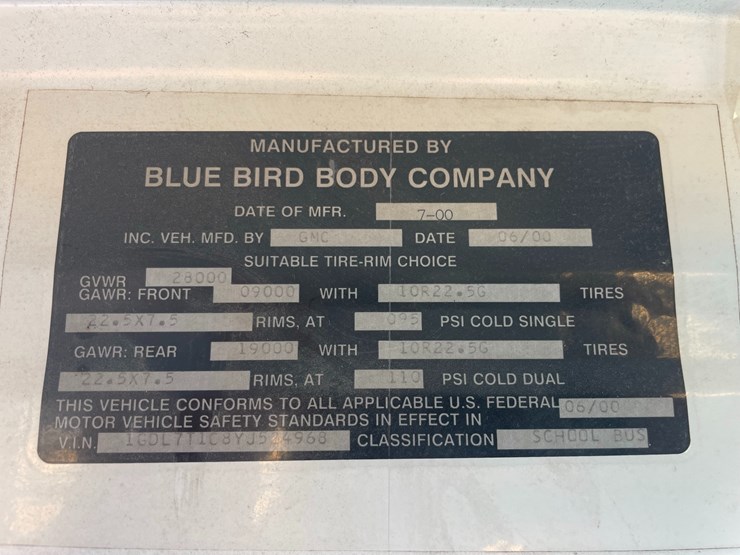 MANUFACTURED BY
BLUE BIRD BODY COMPANY
DATE OF MFR. 7-00
INC. VEH. MFD. BY GMC DATE 06/00
SUITABLE TIRE-RIM CHOICE
GVWR 28000
GAWR: FRONT 09000 WITH 10R22.5G TIRES
22.5X7.5 RIMS, AT 095 PSI COLD SINGLE
GAWR: REAR 19000 WITH 10R22.5G TIRES
22.5X7.5 RIMS, AT 110 PSI COLD DUAL
THIS VEHICLE CONFORMS TO ALL APPLICABLE U.S. FEDERAL 06/00
MOTOR VEHICLE SAFETY STANDARDS IN EFFECT IN
V.I.N. CLASSIFICATION SCHOOL BUS